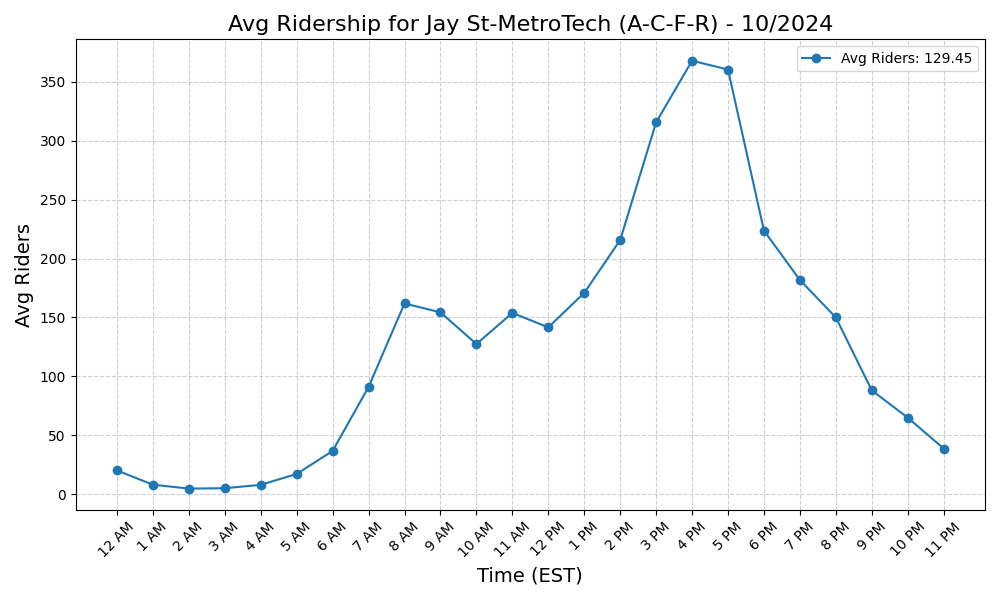 Avg Ridership for Jay St-MetroTech (A-C-F-R) - 10/2024
Avg Riders: 129.45
Avg Riders
350
300
250
200
150
100
50
0
12 AM
1 AM
2 AM
3 AM
4 AM
5 AM
6 AM
7 AM
8 AM
9 AM
10 AM
11 AM
12 PM
1 PM
2 PM
3 PM
4 PM
5 PM
6 PM
7 PM
8 PM
9 PM
10 PM
11 PM
Time (EST)